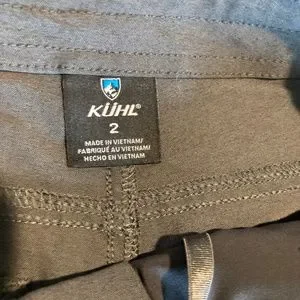 KÜHL®
2
MADE IN VIETNAM/
FABRIQUÉ AU VIETNAM/
HECHO EN VIETNAM